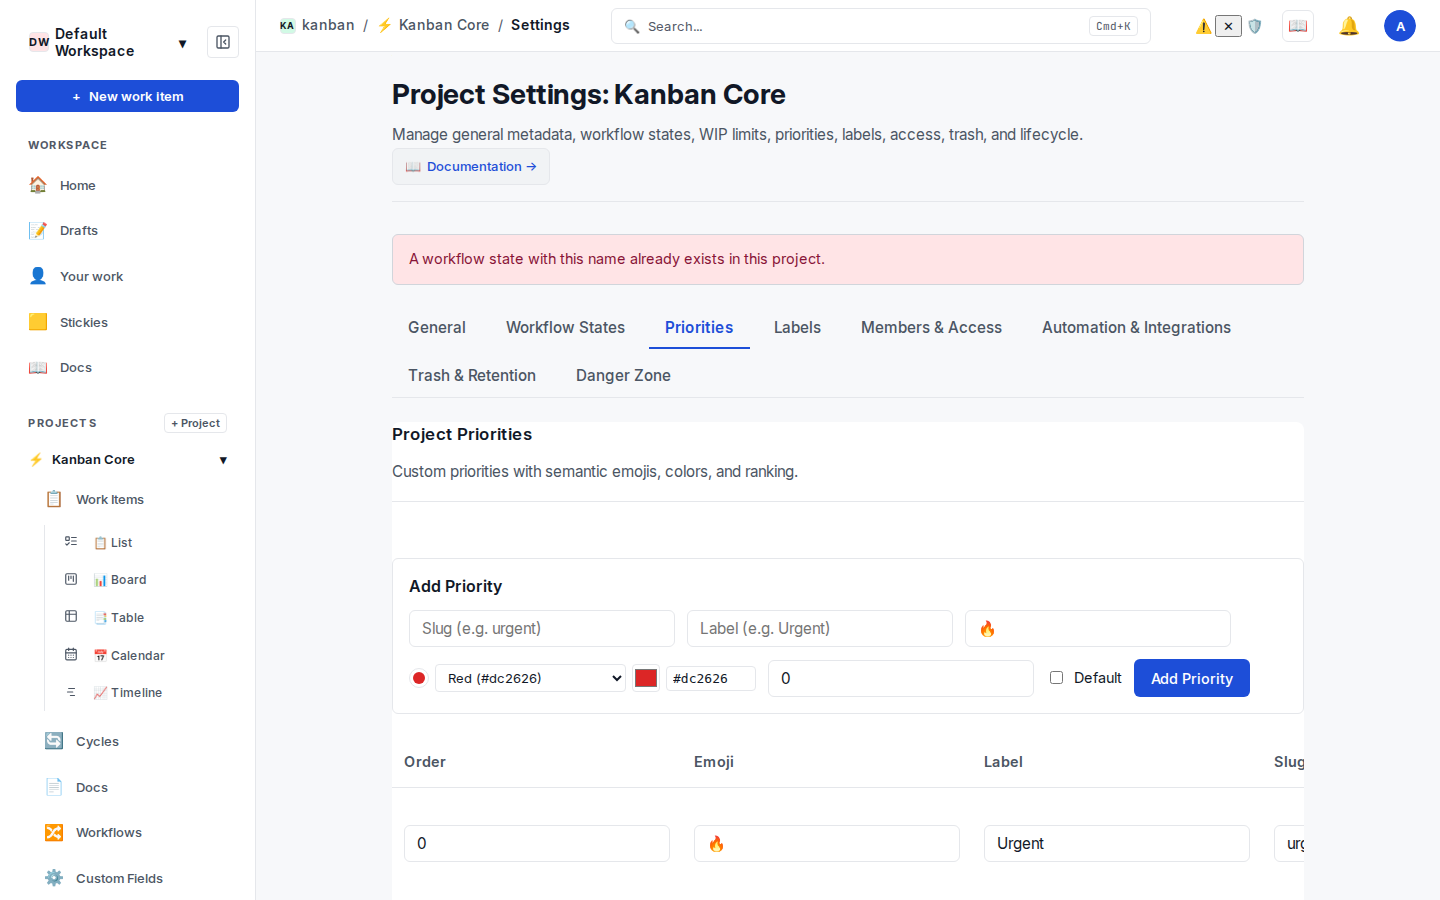 DW Default Workspace ▼
+ New work item
WORKSPACE
🏠 Home
📝 Drafts
👤 Your work
🟨 Stickies
📖 Docs
PROJECTS + Project
⚡ Kanban Core ▼
📋 Work Items
📋 List
📊 Board
📑 Table
📅 Calendar
📈 Timeline
🔄 Cycles
📄 Docs
🔀 Workflows
⚙️ Custom Fields
KA kanban / ⚡ Kanban Core / Settings
🔍 Search... Cmd+K
⚠️ ✕ 🛡️ 📖 🔔 A
Project Settings: Kanban Core
Manage general metadata, workflow states, WIP limits, priorities, labels, access, trash, and lifecycle.
📖 Documentation →
A workflow state with this name already exists in this project.
General Workflow States Priorities Labels Members & Access Automation & Integrations
Trash & Retention Danger Zone
Project Priorities
Custom priorities with semantic emojis, colors, and ranking.
Add Priority
Slug (e.g. urgent) Label (e.g. Urgent) 🔥
Red (#dc2626) #dc2626 0 Default Add Priority
Order Emoji Label Slug
0 🔥 Urgent urg